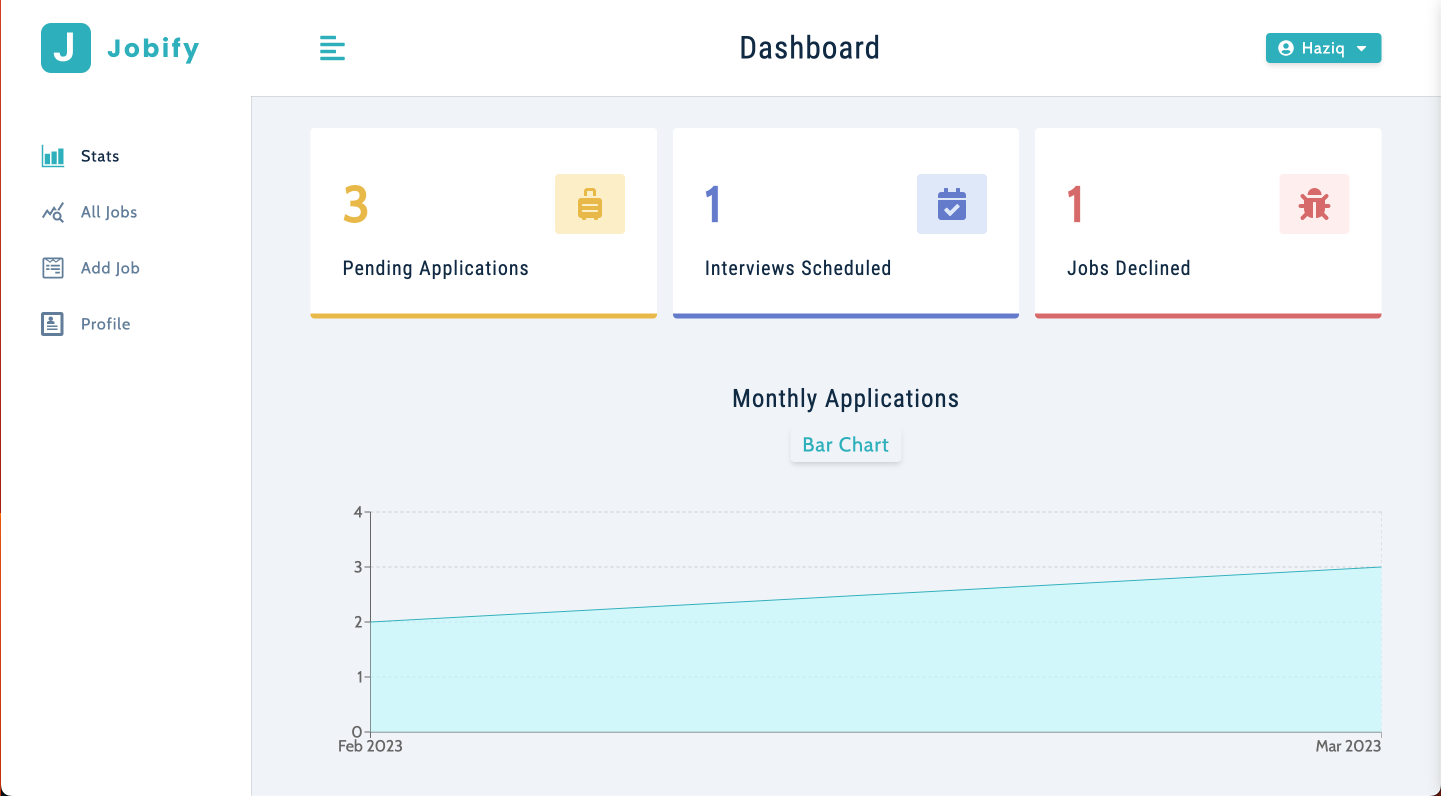 J Jobify
Dashboard
Haziq
Stats
All Jobs
Add Job
Profile
3
Pending Applications
1
Interviews Scheduled
1
Jobs Declined
Monthly Applications
Bar Chart
4
3
2
1
0
Feb 2023
Mar 2023